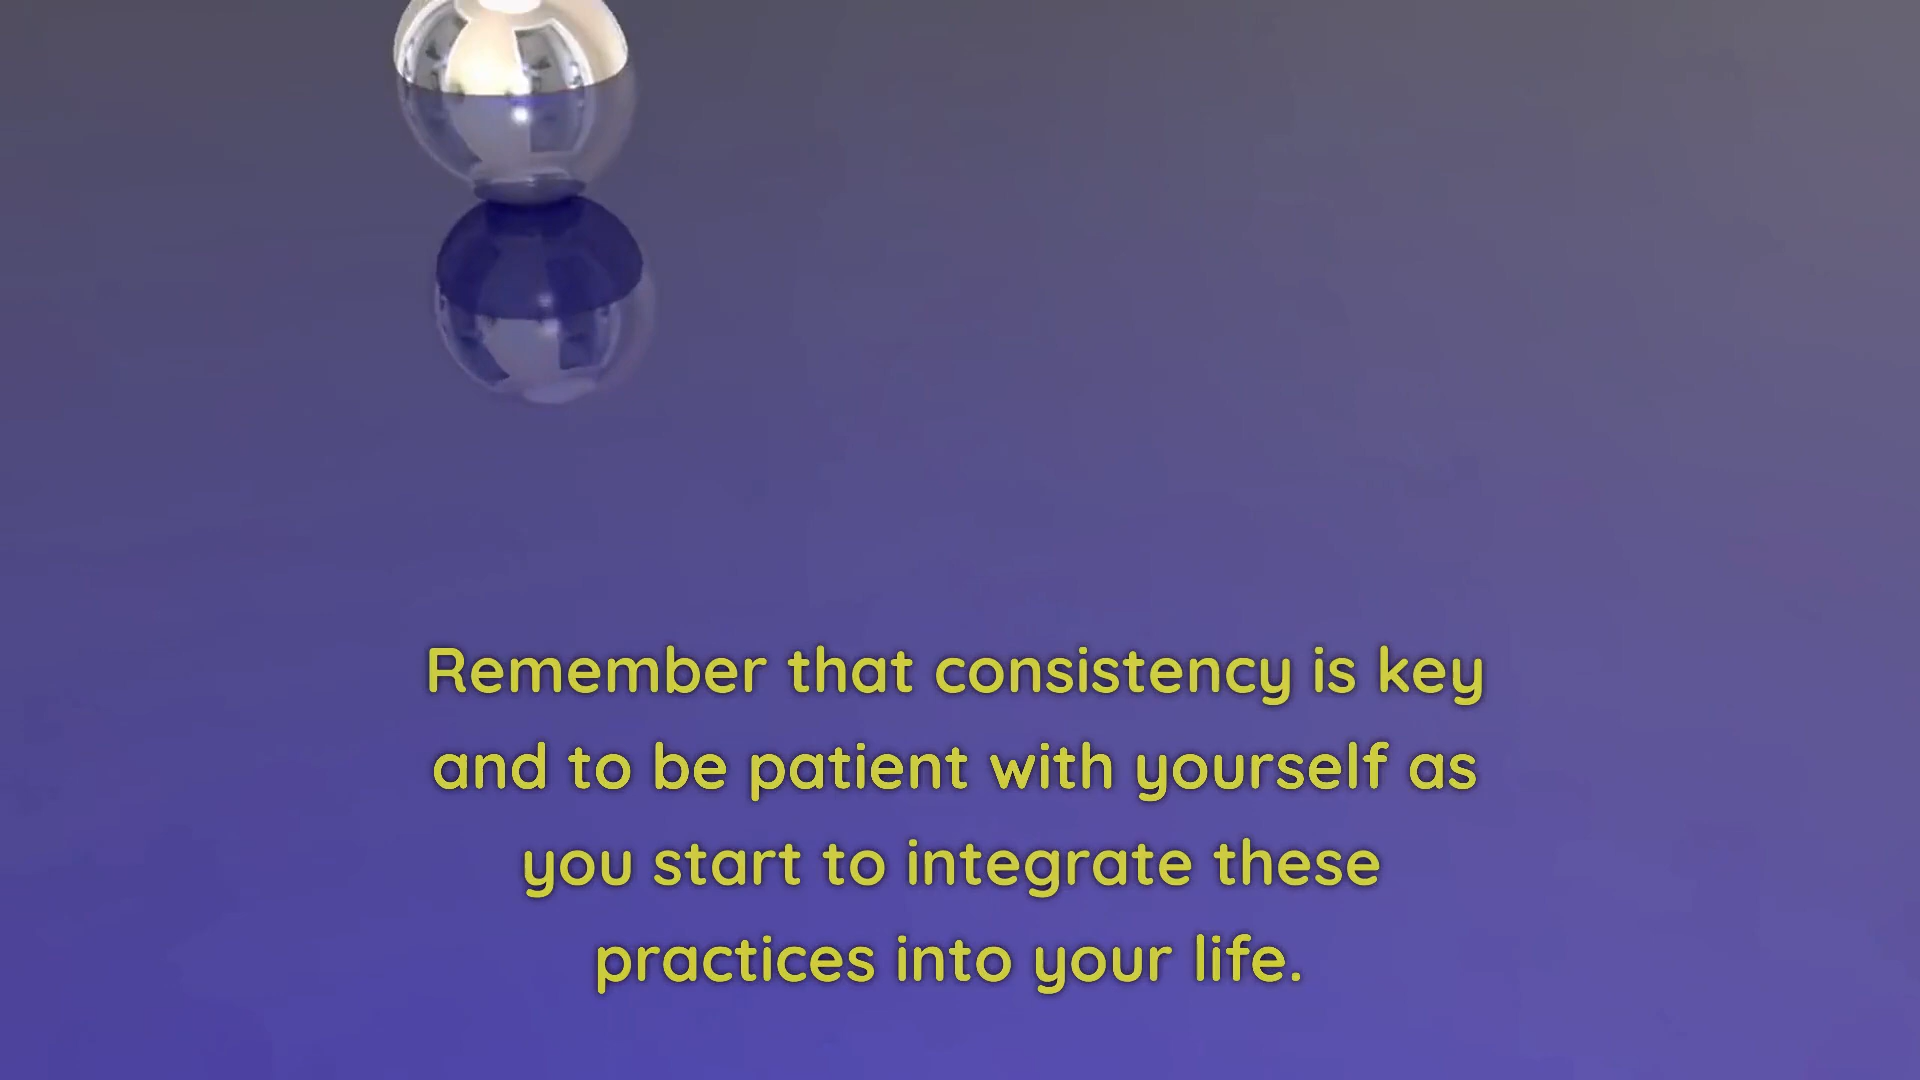 Remember that consistency is key
and to be patient with yourself as
you start to integrate these
practices into your life.